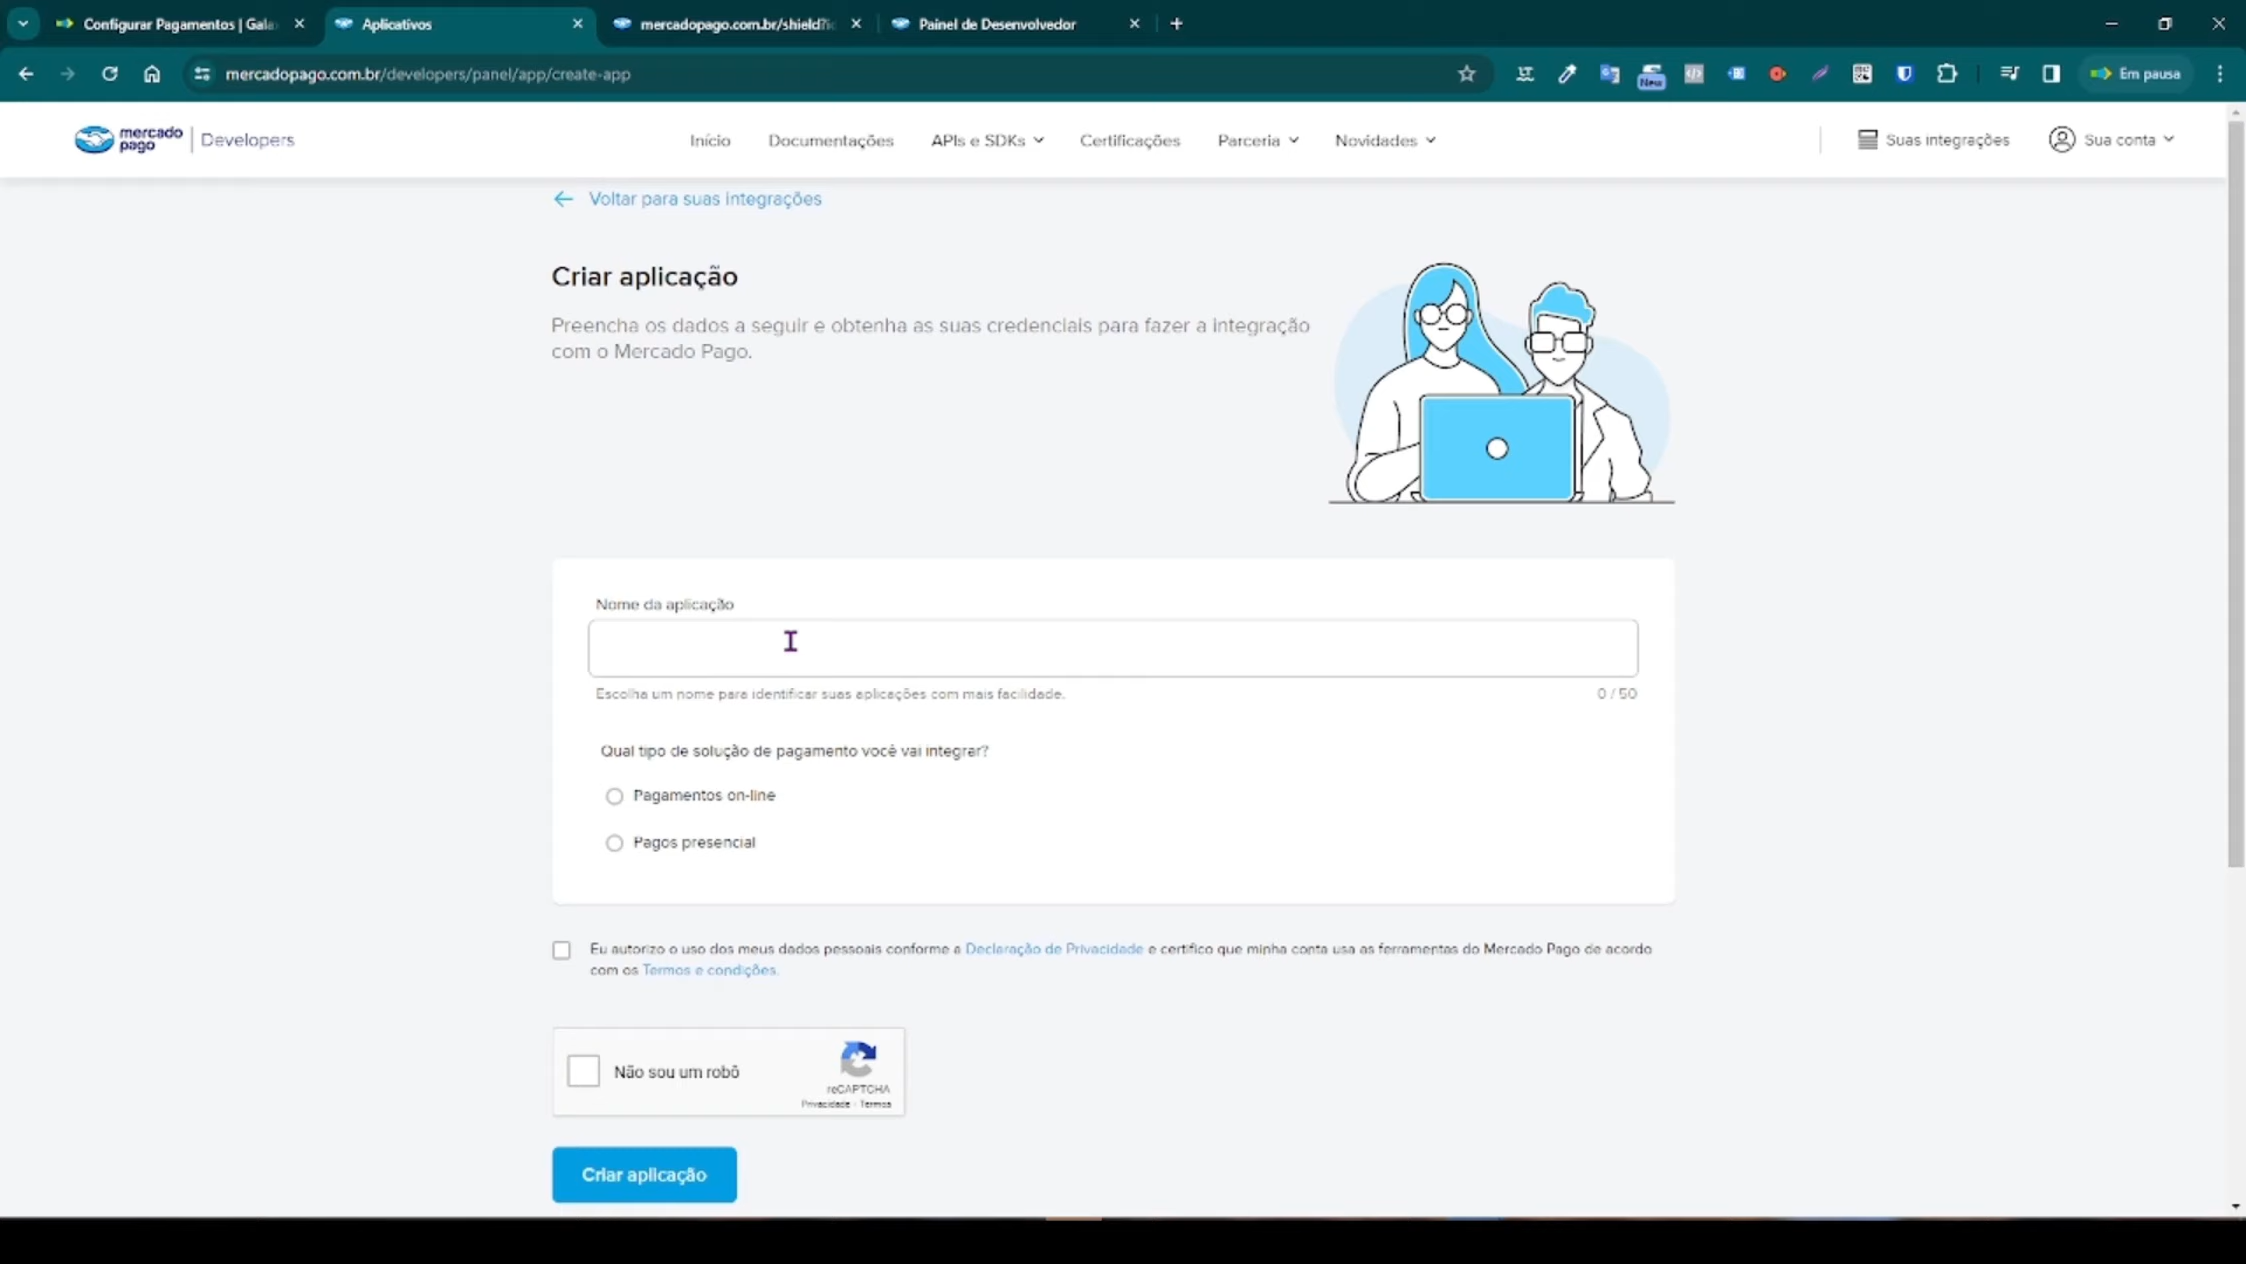 Configurar Pagamentos | Gala
Aplicativos
mercadopago.com.br/shield?i
Painel de Desenvolvedor
mercadopago.com.br/developers/panel/app/create-app
New
Em pausa
mercado pago | Developers
Início
Documentações
APIs e SDKs
Certificações
Parceria
Novidades
Suas integrações
Sua conta
Voltar para suas integrações
Criar aplicação
Preencha os dados a seguir e obtenha as suas credenciais para fazer a integração
com o Mercado Pago.
Nome da aplicação
Escolha um nome para identificar suas aplicações com mais facilidade.
0 / 50
Qual tipo de solução de pagamento você vai integrar?
Pagamentos on-line
Pagos presencial
Eu autorizo o uso dos meus dados pessoais conforme a Declaração de Privacidade e certifico que minha conta usa as ferramentas do Mercado Pago de acordo
com os Termos e condições.
Não sou um robô
reCAPTCHA
Privacidade - Termos
Criar aplicação